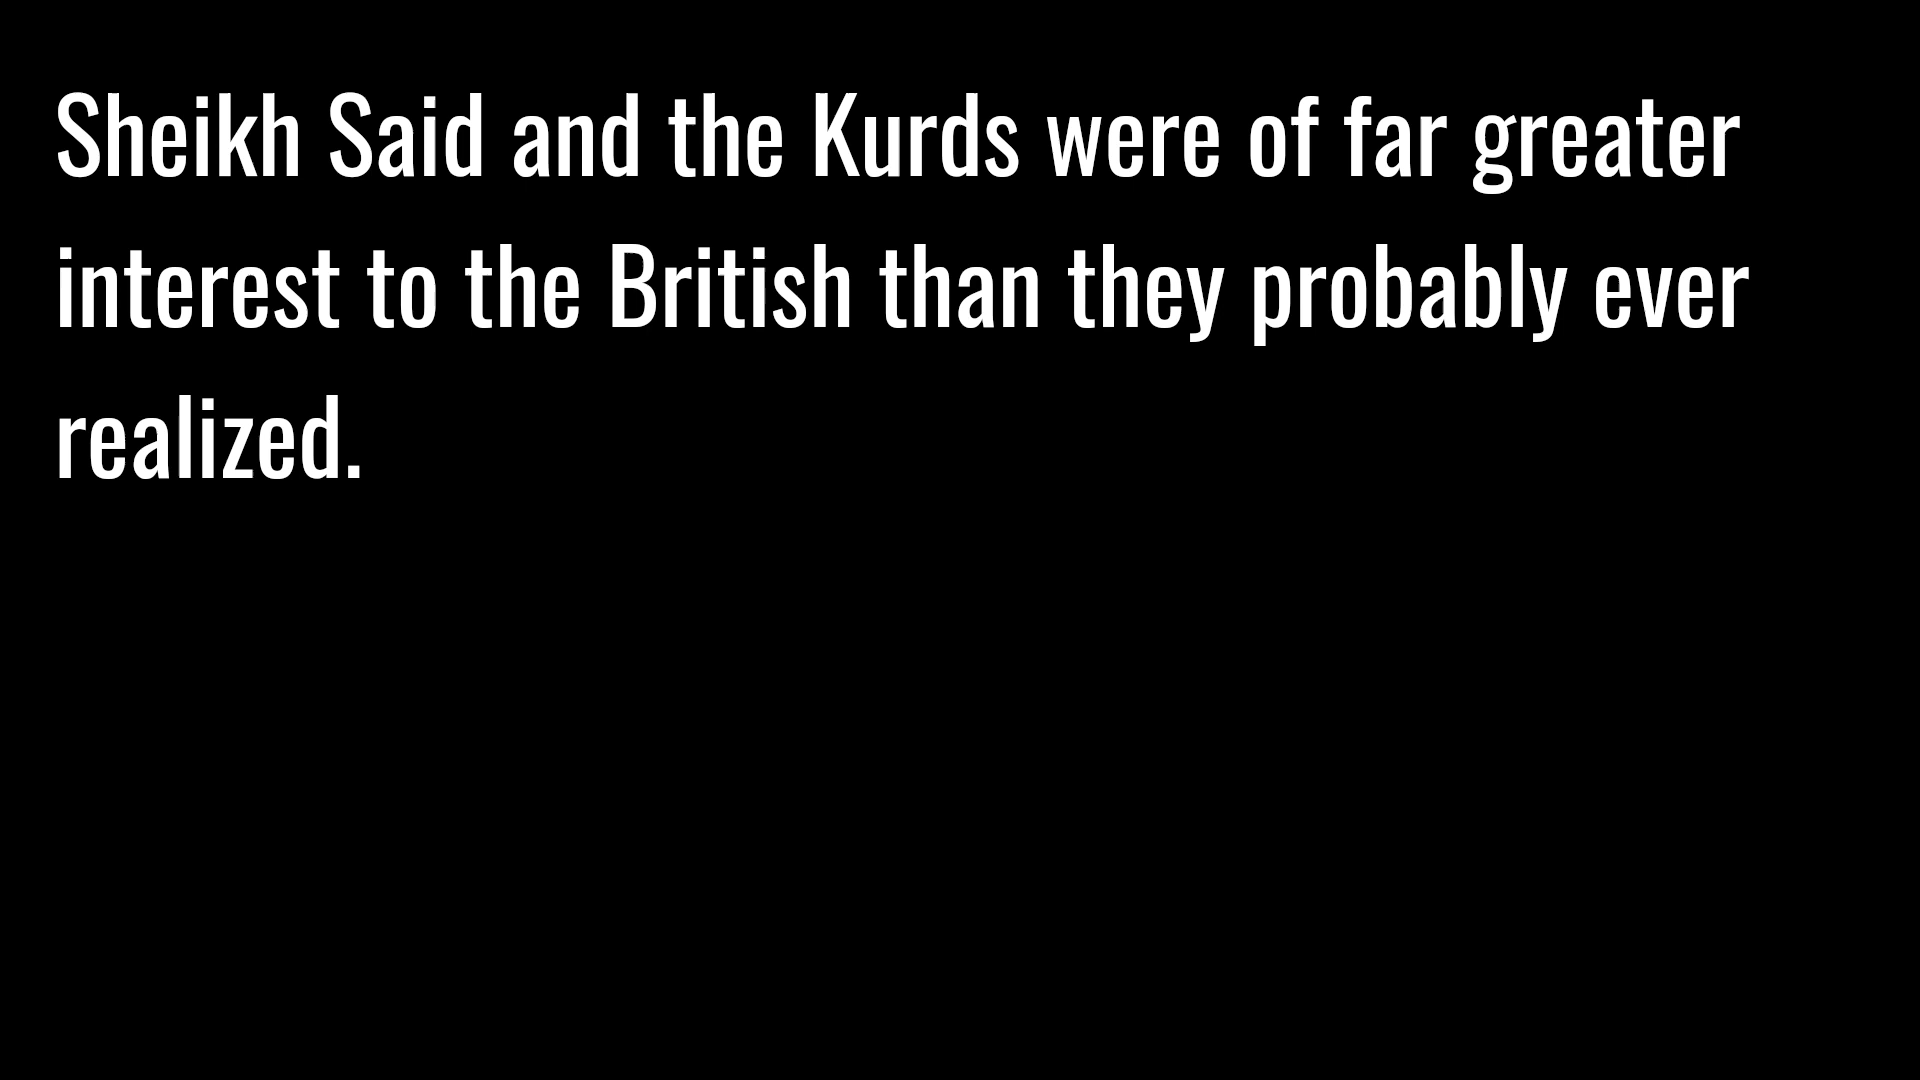 Sheikh Said and the Kurds were of far greater
interest to the British than they probably ever
realized.